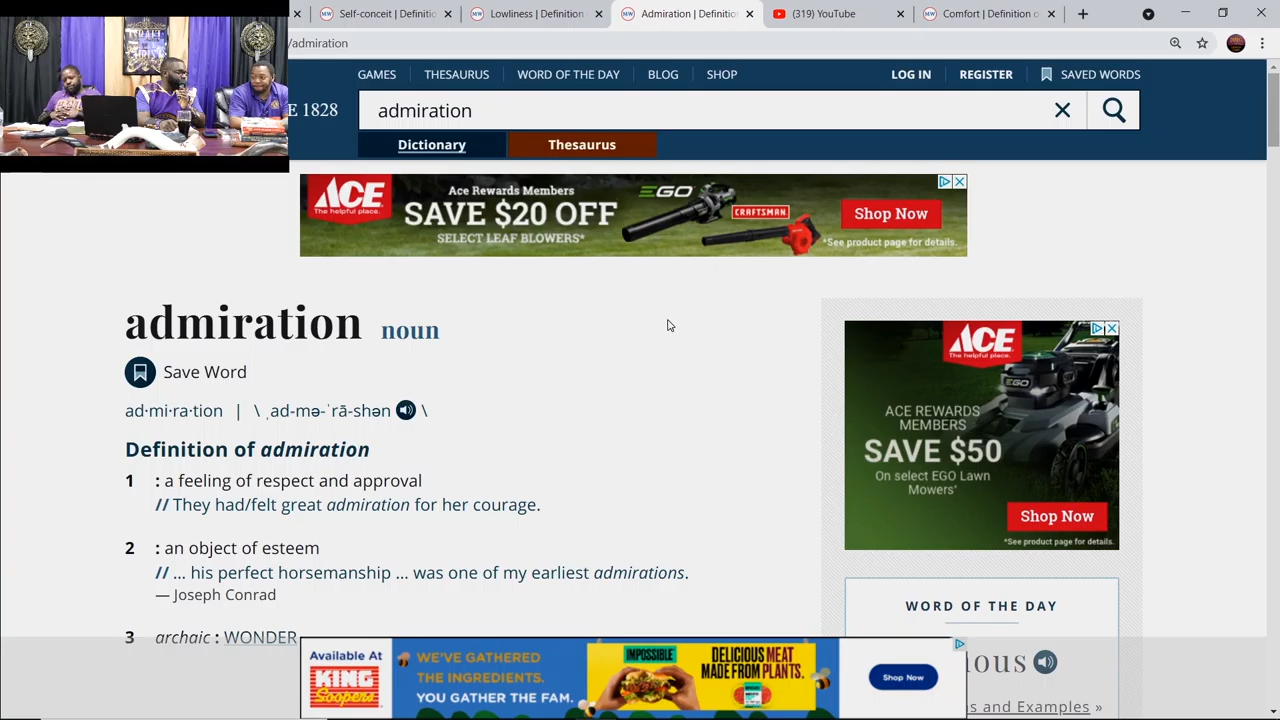 Self-conceit | Definition
Lowliness | Definition
Admiration | Definition
(319) YouTube
Comfort | Definition o
/admiration
GAMES THESAURUS WORD OF THE DAY BLOG SHOP LOG IN REGISTER SAVED WORDS
E 1828
admiration
Dictionary Thesaurus
ACE
The helpful place.
Ace Rewards Members
SAVE $20 OFF
SELECT LEAF BLOWERS*
EGO
CRAFTSMAN
Shop Now
*See product page for details.
admiration noun
Save Word
ad·mi·ra·tion | \ ˌad-mə-ˈrā-shən \
Definition of admiration
1 : a feeling of respect and approval
// They had/felt great admiration for her courage.
2 : an object of esteem
// ... his perfect horsemanship ... was one of my earliest admirations.
— Joseph Conrad
3 archaic : WONDER
ACE
The helpful place.
EGO
ACE REWARDS
MEMBERS
SAVE $50
On select EGO Lawn
Mowers*
Shop Now
*See product page for details.
WORD OF THE DAY
ous
s and Examples »
Available At
KING
Soopers
WE'VE GATHERED
THE INGREDIENTS.
YOU GATHER THE FAM.
IMPOSSIBLE
DELICIOUS MEAT
MADE FROM PLANTS.
Shop Now